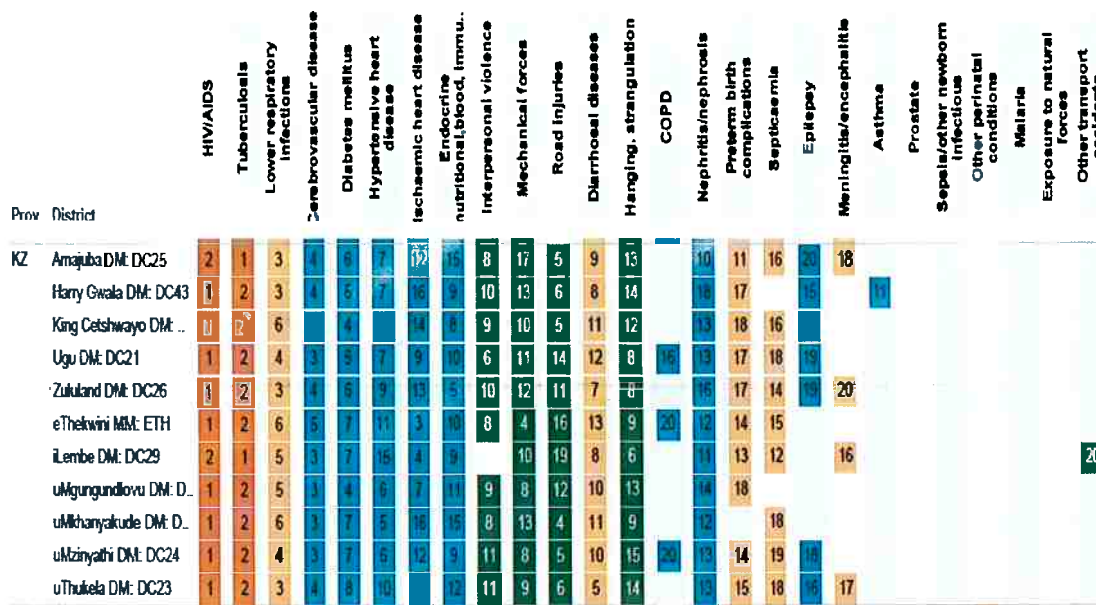 HIV/AIDS
Tuberculosis
Lower respiratory infections
Cerebrovascular disease
Diabetes mellitus
Hypertensive heart disease
Ischaemic heart disease
Endocrine nutritional,blood, immu..
Interpersonal violence
Mechanical forces
Road injuries
Diarrhoeal diseases
Hanging, strangulation
COPD
Nephritis/nephrosis
Preterm birth complications
Septicaemia
Epilepsy
Meningitis/encephalitis
Asthma
Prostate
Sepsis/other newborn infectious
Other perinatal conditions
Malaria
Exposure to natural forces
Other transport
Prov District
KZ Amajuba DM: DC25 2 1 3 4 6 7 12 15 8 17 5 9 13 10 11 16 20 18
Harry Gwala DM: DC43 1 2 3 4 7 16 9 10 13 6 8 14 18 17 15 11
King Cetshwayo DM: .. 2 6 4 14 8 9 10 5 11 12 13 18 16
Ugu DM: DC21 1 2 4 3 7 9 10 6 11 14 12 8 16 13 17 18 19
Zululand DM: DC26 1 2 3 4 6 9 13 5 10 12 11 7 8 16 17 14 19 20
eThekwini MM: ETH 1 2 6 7 11 3 10 8 4 16 13 9 20 12 14 15
iLembe DM: DC29 2 1 5 3 7 4 9 10 19 8 6 11 13 12 16 20
uMgungundlovu DM: D.. 1 2 5 3 4 6 7 11 9 8 12 10 13 14 18
uMkhanyakude DM: D.. 1 2 6 3 7 5 16 15 8 13 4 11 9 12 18
uMzinyathi DM: DC24 1 2 4 3 7 6 12 9 11 8 5 10 15 20 13 14 19
uThukela DM: DC23 1 2 3 4 8 10 12 11 9 6 5 14 13 15 18 16 17